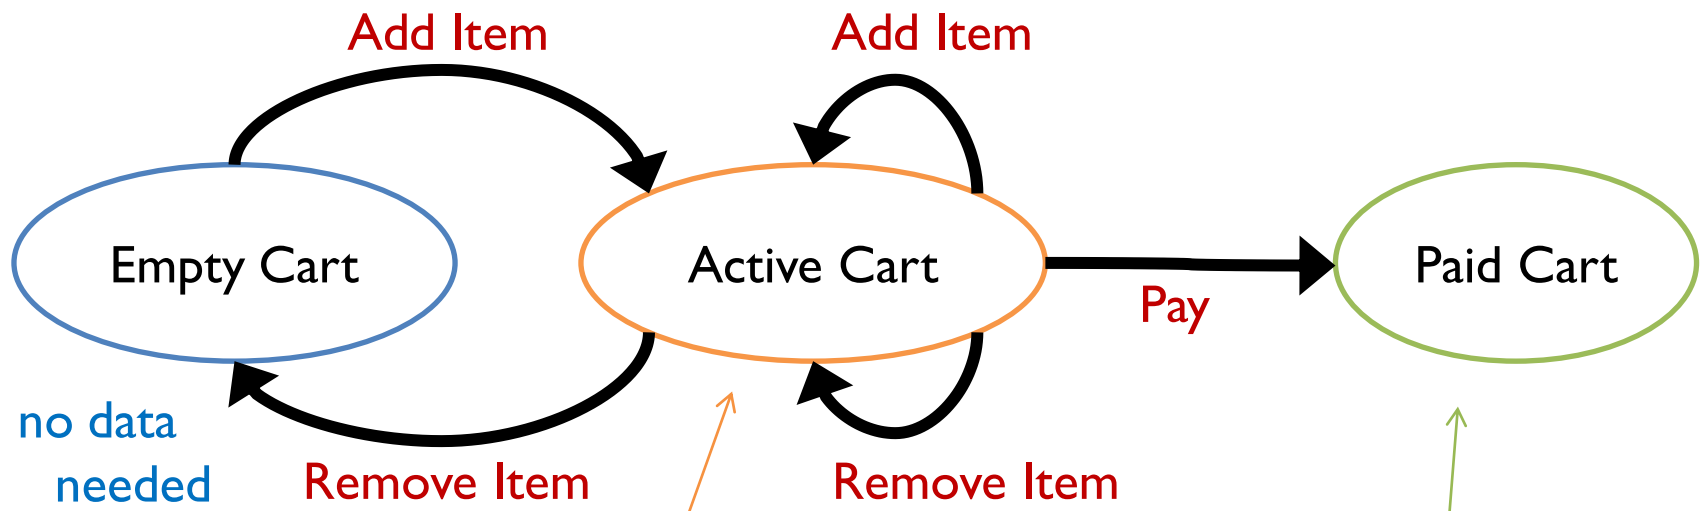 Add Item
Add Item
Empty Cart
Active Cart
Paid Cart
Pay
no data
needed
Remove Item
Remove Item